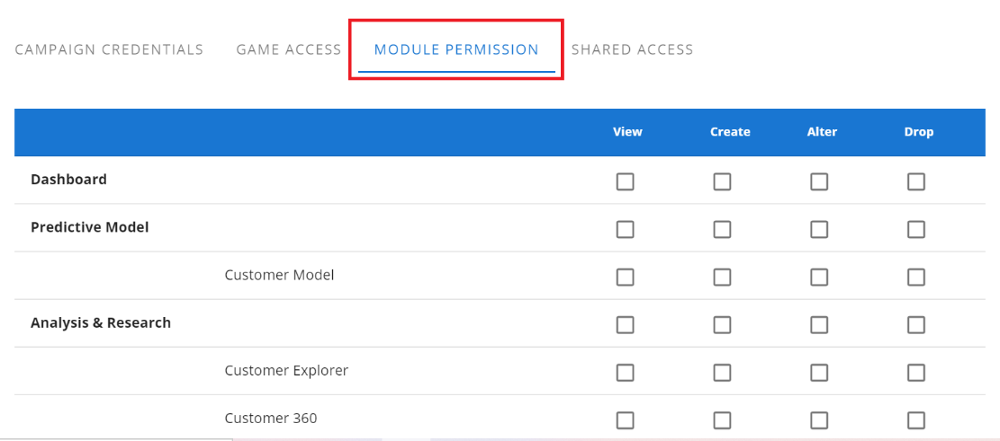 CAMPAIGN CREDENTIALS GAME ACCESS MODULE PERMISSION SHARED ACCESS
View Create Alter Drop
Dashboard
Predictive Model
Customer Model
Analysis & Research
Customer Explorer
Customer 360